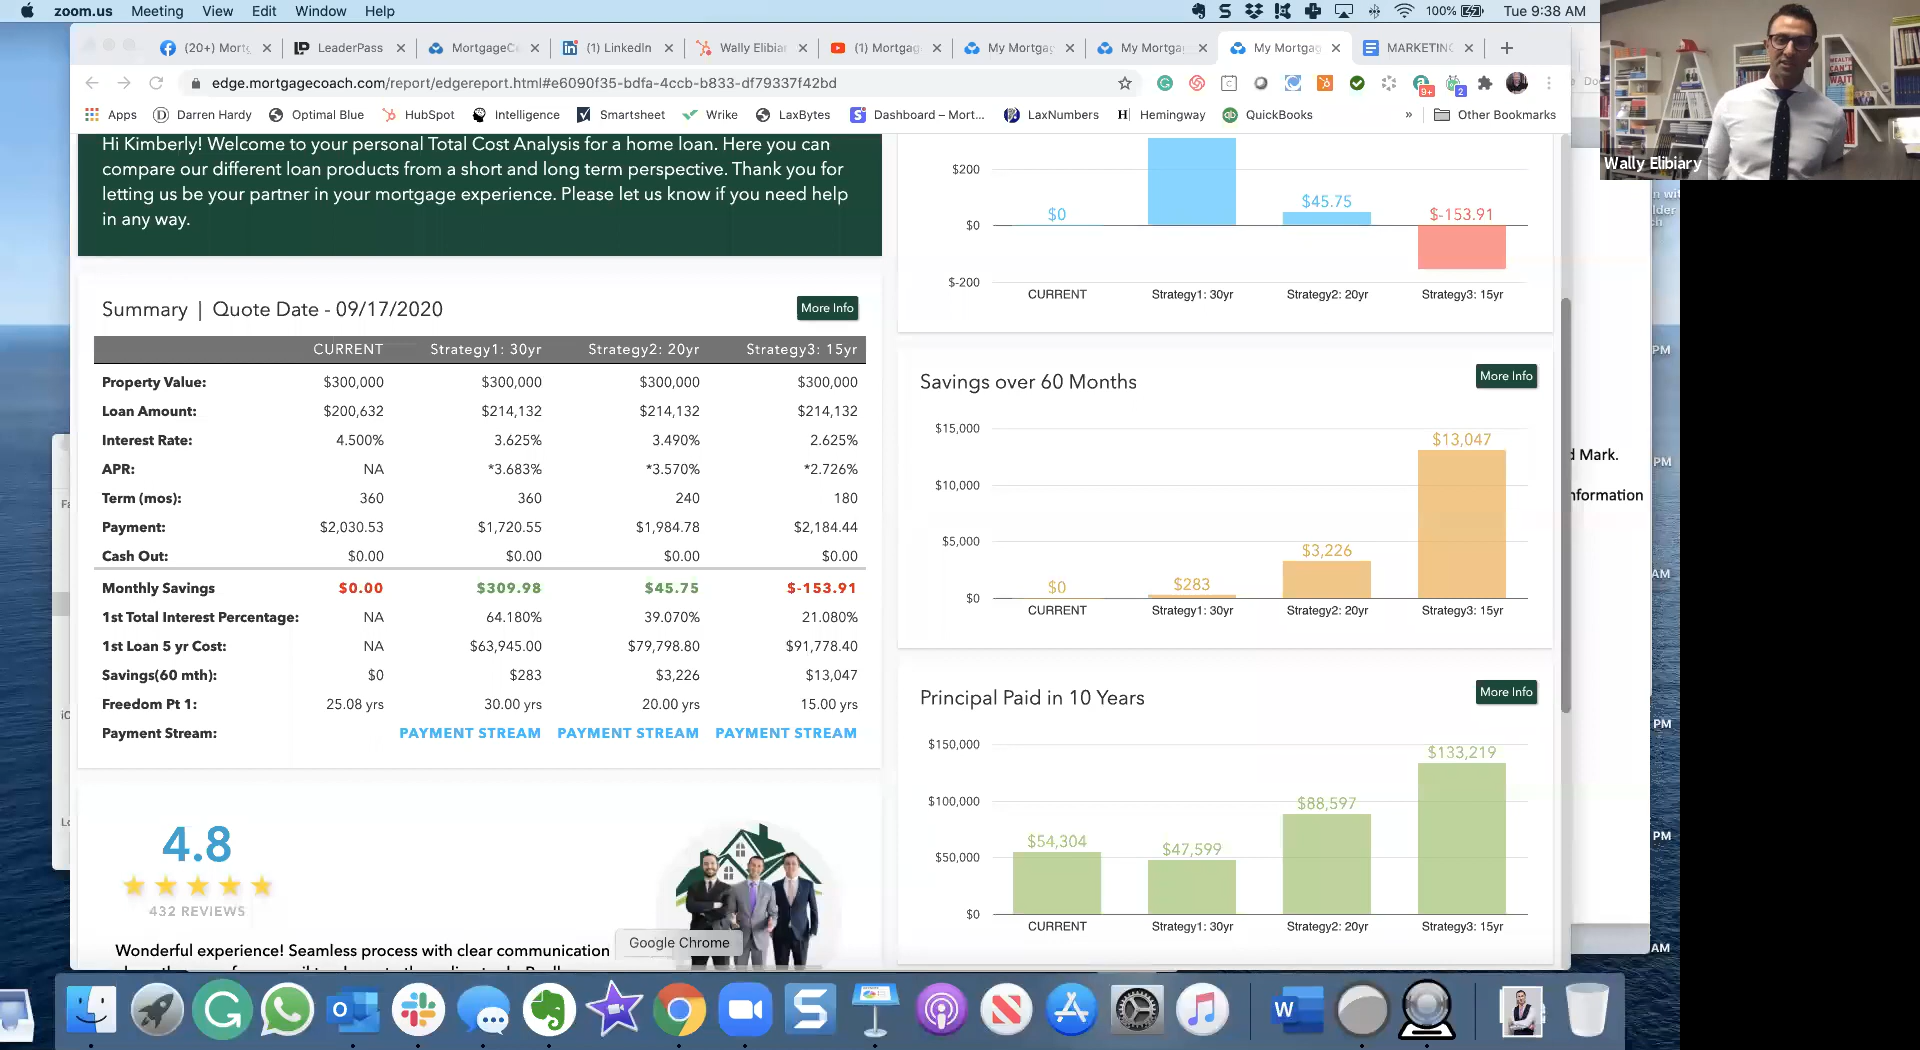 zoom.us Meeting View Edit Window Help 100% Tue 9:38 AM
(20+) Mort LeaderPass MortgageC (1) LinkedIn Wally Elibiar (1) Mortgag My Mortga My Mortga My Mortgag MARKETING
edge.mortgagecoach.com/report/edgereport.html#e6090f35-bdfa-4ccb-b833-df79337f42bd 9+ 2
Apps Darren Hardy Optimal Blue HubSpot Intelligence Smartsheet Wrike LaxBytes Dashboard – Mort... LaxNumbers Hemingway QuickBooks » Other Bookmarks
Wally Elibiary
Hi Kimberly! Welcome to your personal Total Cost Analysis for a home loan. Here you can
compare our different loan products from a short and long term perspective. Thank you for
letting us be your partner in your mortgage experience. Please let us know if you need help
in any way.
Summary | Quote Date - 09/17/2020 More Info
CURRENT Strategy1: 30yr Strategy2: 20yr Strategy3: 15yr
Property Value: $300,000 $300,000 $300,000 $300,000
Loan Amount: $200,632 $214,132 $214,132 $214,132
Interest Rate: 4.500% 3.625% 3.490% 2.625%
APR: NA *3.683% *3.570% *2.726%
Term (mos): 360 360 240 180
Payment: $2,030.53 $1,720.55 $1,984.78 $2,184.44
Cash Out: $0.00 $0.00 $0.00 $0.00
Monthly Savings $0.00 $309.98 $45.75 $-153.91
1st Total Interest Percentage: NA 64.180% 39.070% 21.080%
1st Loan 5 yr Cost: NA $63,945.00 $79,798.80 $91,778.40
Savings(60 mth): $0 $283 $3,226 $13,047
Freedom Pt 1: 25.08 yrs 30.00 yrs 20.00 yrs 15.00 yrs
Payment Stream: PAYMENT STREAM PAYMENT STREAM PAYMENT STREAM
4.8
432 REVIEWS
Wonderful experience! Seamless process with clear communication
Google Chrome
$200
$0 $45.75 $-153.91
$0
$-200
CURRENT Strategy1: 30yr Strategy2: 20yr Strategy3: 15yr
Savings over 60 Months More Info
$15,000
$13,047
$10,000
$5,000
$3,226
$0 $283
$0
CURRENT Strategy1: 30yr Strategy2: 20yr Strategy3: 15yr
Principal Paid in 10 Years More Info
$150,000
$133,219
$100,000
$88,597
$54,304 $47,599
$50,000
$0
CURRENT Strategy1: 30yr Strategy2: 20yr Strategy3: 15yr
d Mark.
nformation
PM
PM
AM
PM
PM
AM